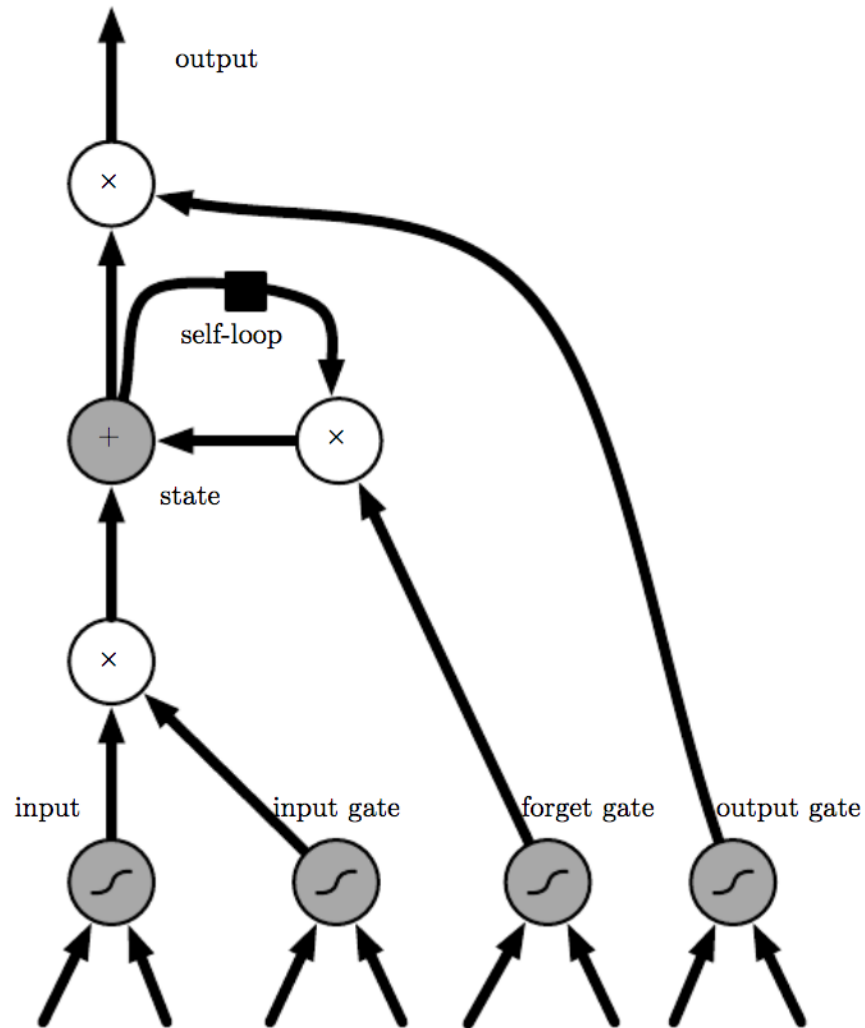 output
×
self-loop
+
×
state
×
input
input gate
forget gate
output gate